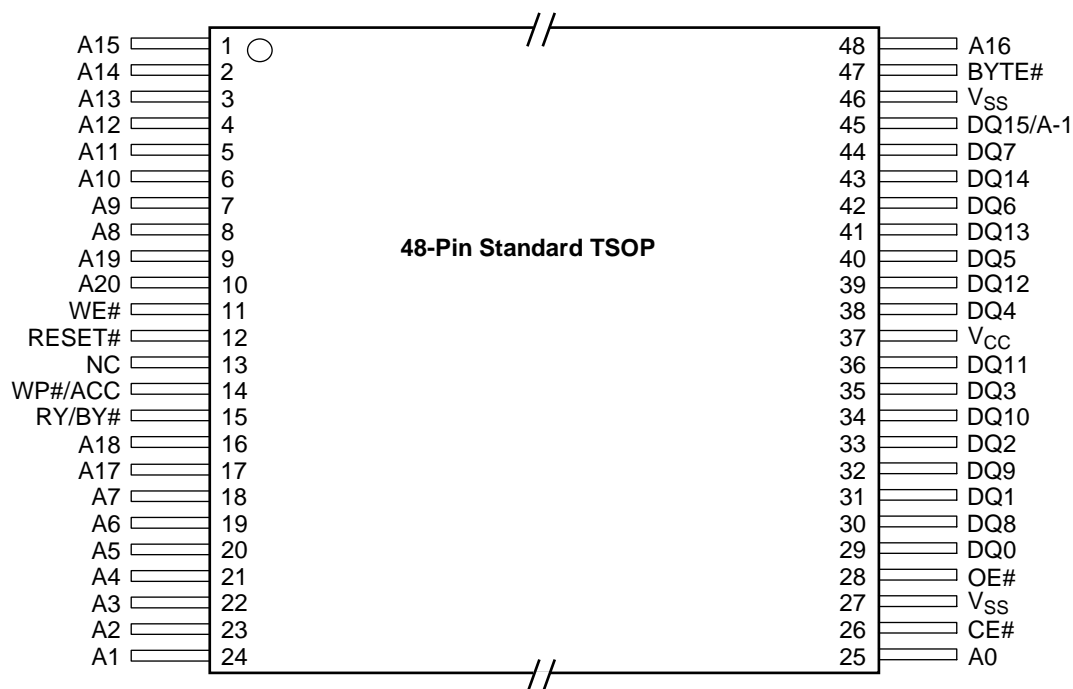 A15 1 48 A16
A14 2 47 BYTE#
A13 3 46 VSS
A12 4 45 DQ15/A-1
A11 5 44 DQ7
A10 6 43 DQ14
A9 7 42 DQ6
A8 8 41 DQ13
48-Pin Standard TSOP
A19 9 40 DQ5
A20 10 39 DQ12
WE# 11 38 DQ4
RESET# 12 37 VCC
NC 13 36 DQ11
WP#/ACC 14 35 DQ3
RY/BY# 15 34 DQ10
A18 16 33 DQ2
A17 17 32 DQ9
A7 18 31 DQ1
A6 19 30 DQ8
A5 20 29 DQ0
A4 21 28 OE#
A3 22 27 VSS
A2 23 26 CE#
A1 24 25 A0